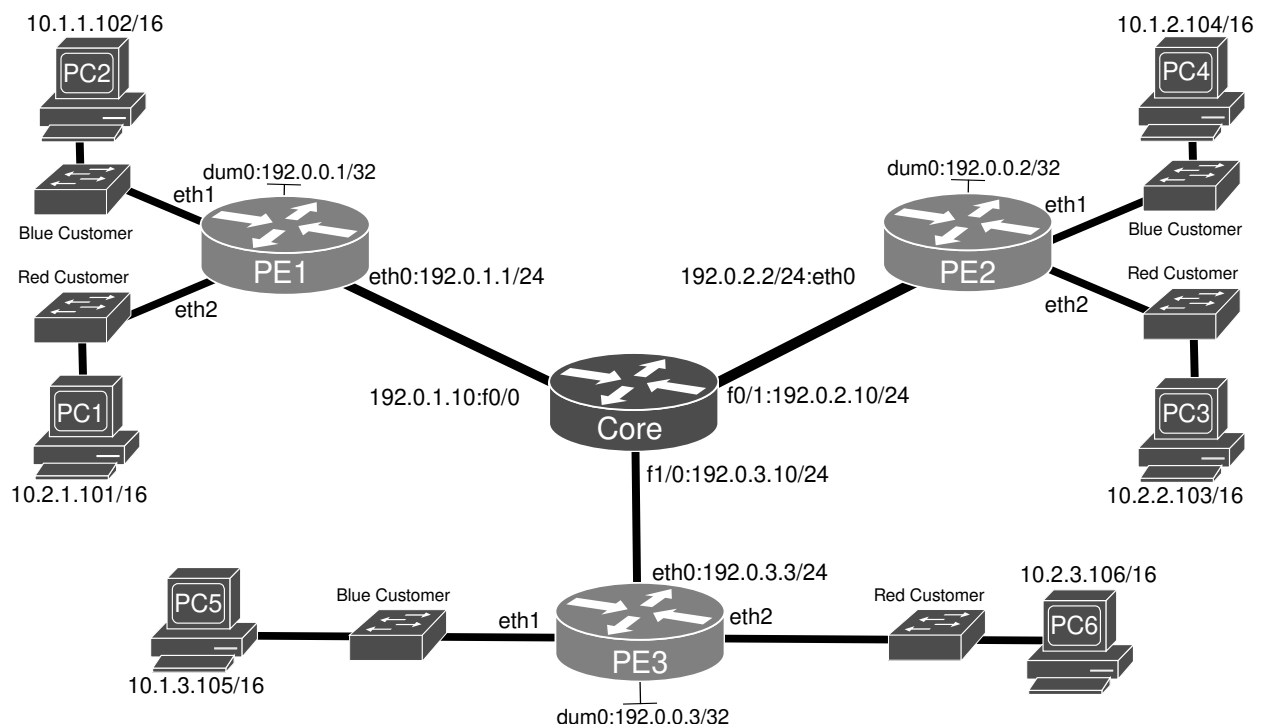 10.1.1.102/16
10.1.2.104/16
PC2
PC4
dum0:192.0.0.1/32
dum0:192.0.0.2/32
eth1
eth1
Blue Customer
Blue Customer
PE1
PE2
Red Customer
Red Customer
eth0:192.0.1.1/24
192.0.2.2/24:eth0
eth2
eth2
192.0.1.10:f0/0
f0/1:192.0.2.10/24
PC1
PC3
Core
f1/0:192.0.3.10/24
10.2.1.101/16
10.2.2.103/16
eth0:192.0.3.3/24
10.2.3.106/16
PC5
Blue Customer
Red Customer
eth1
eth2
PC6
PE3
10.1.3.105/16
dum0:192.0.0.3/32